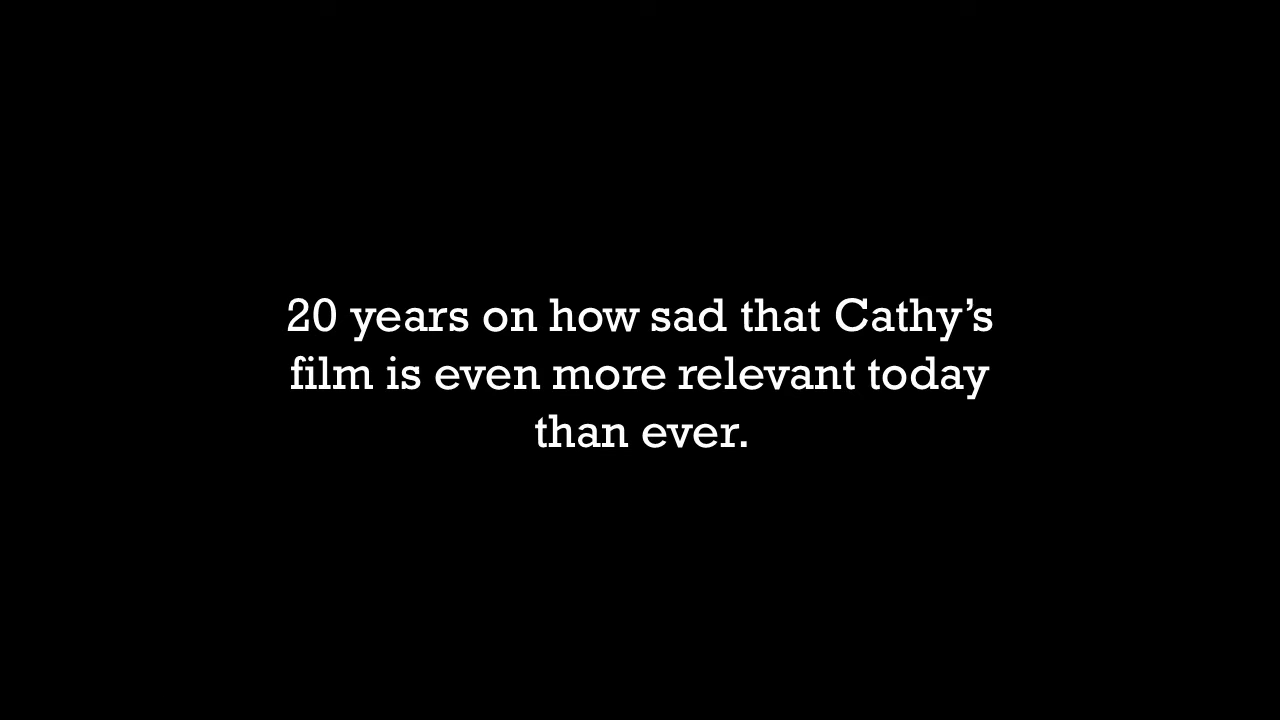 20 years on how sad that Cathy’s
film is even more relevant today
than ever.